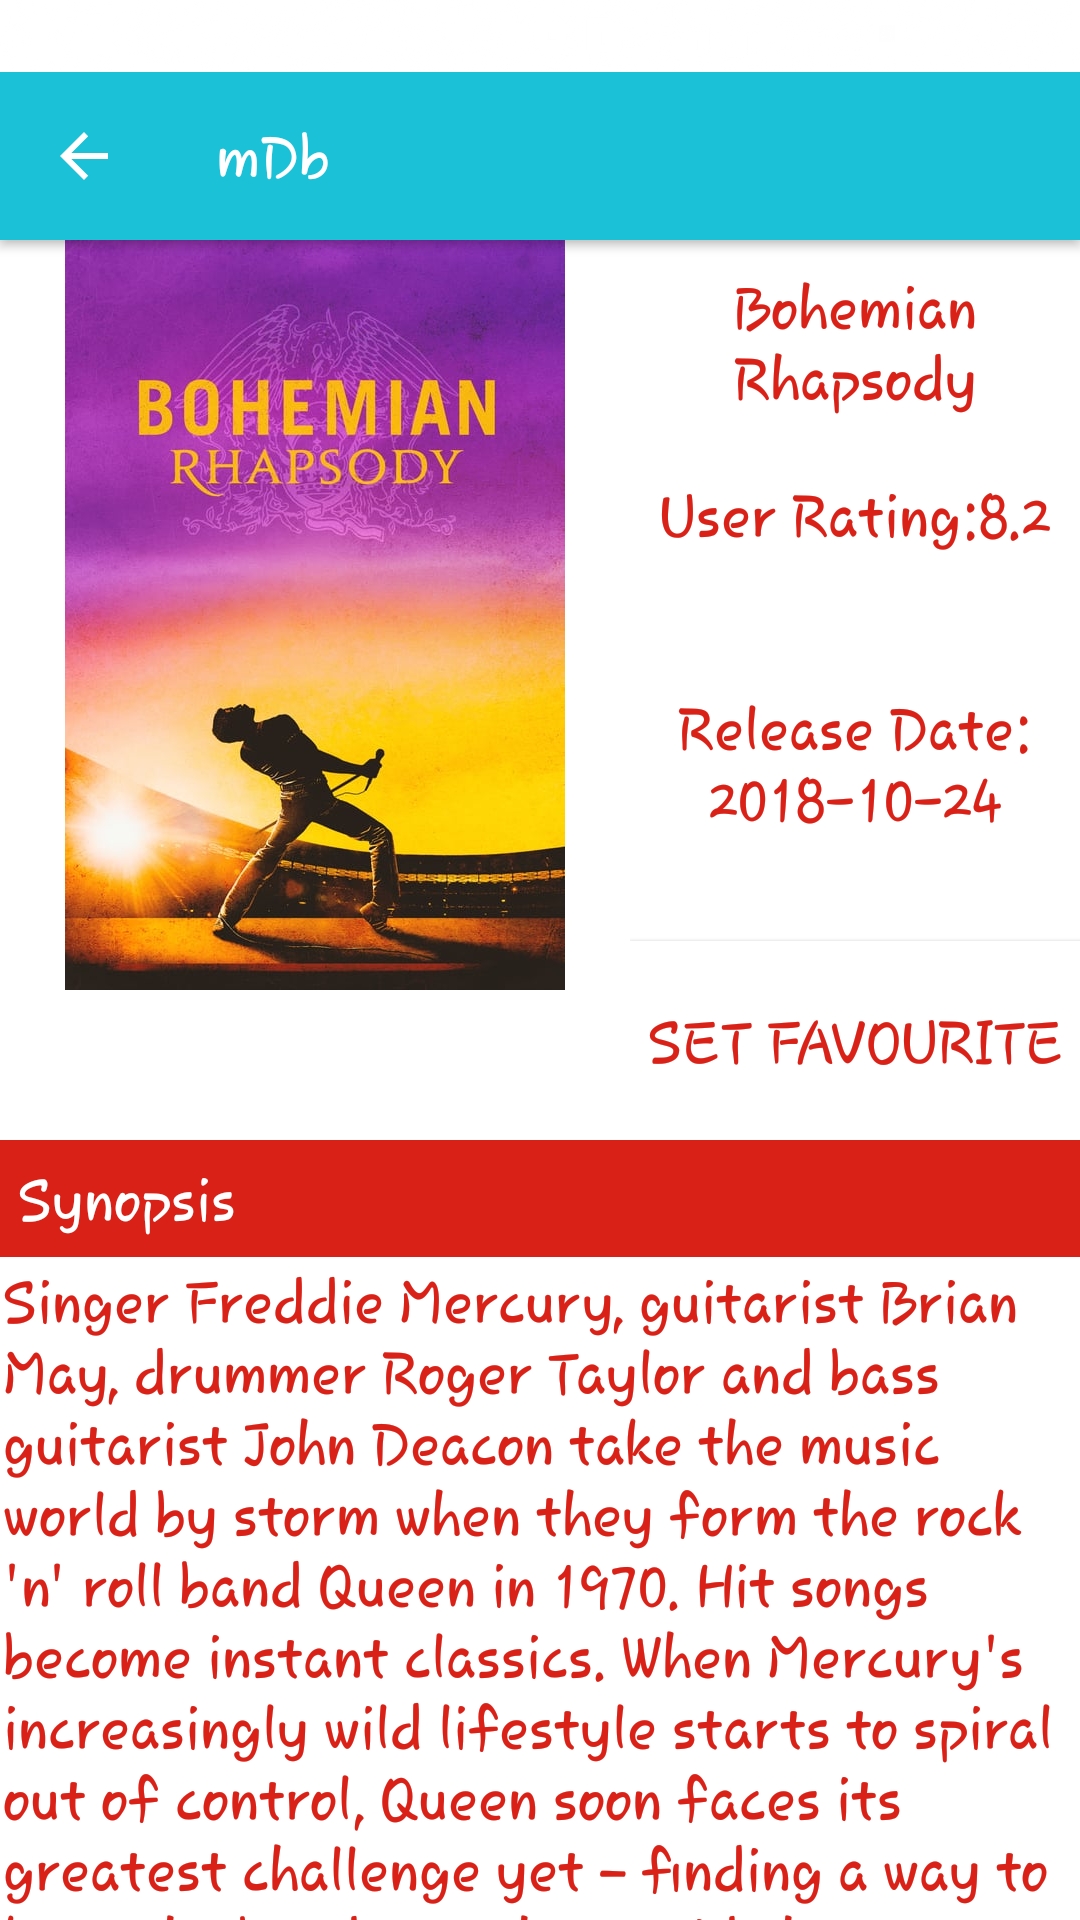 mDb
BOHEMIAN
RHAPSODY
Bohemian
Rhapsody
User Rating:8.2
Release Date:
2018-10-24
SET FAVOURITE
Synopsis
Singer Freddie Mercury, guitarist Brian
May, drummer Roger Taylor and bass
guitarist John Deacon take the music
world by storm when they form the rock
'n' roll band Queen in 1970. Hit songs
become instant classics. When Mercury's
increasingly wild lifestyle starts to spiral
out of control, Queen soon faces its
greatest challenge yet – finding a way to